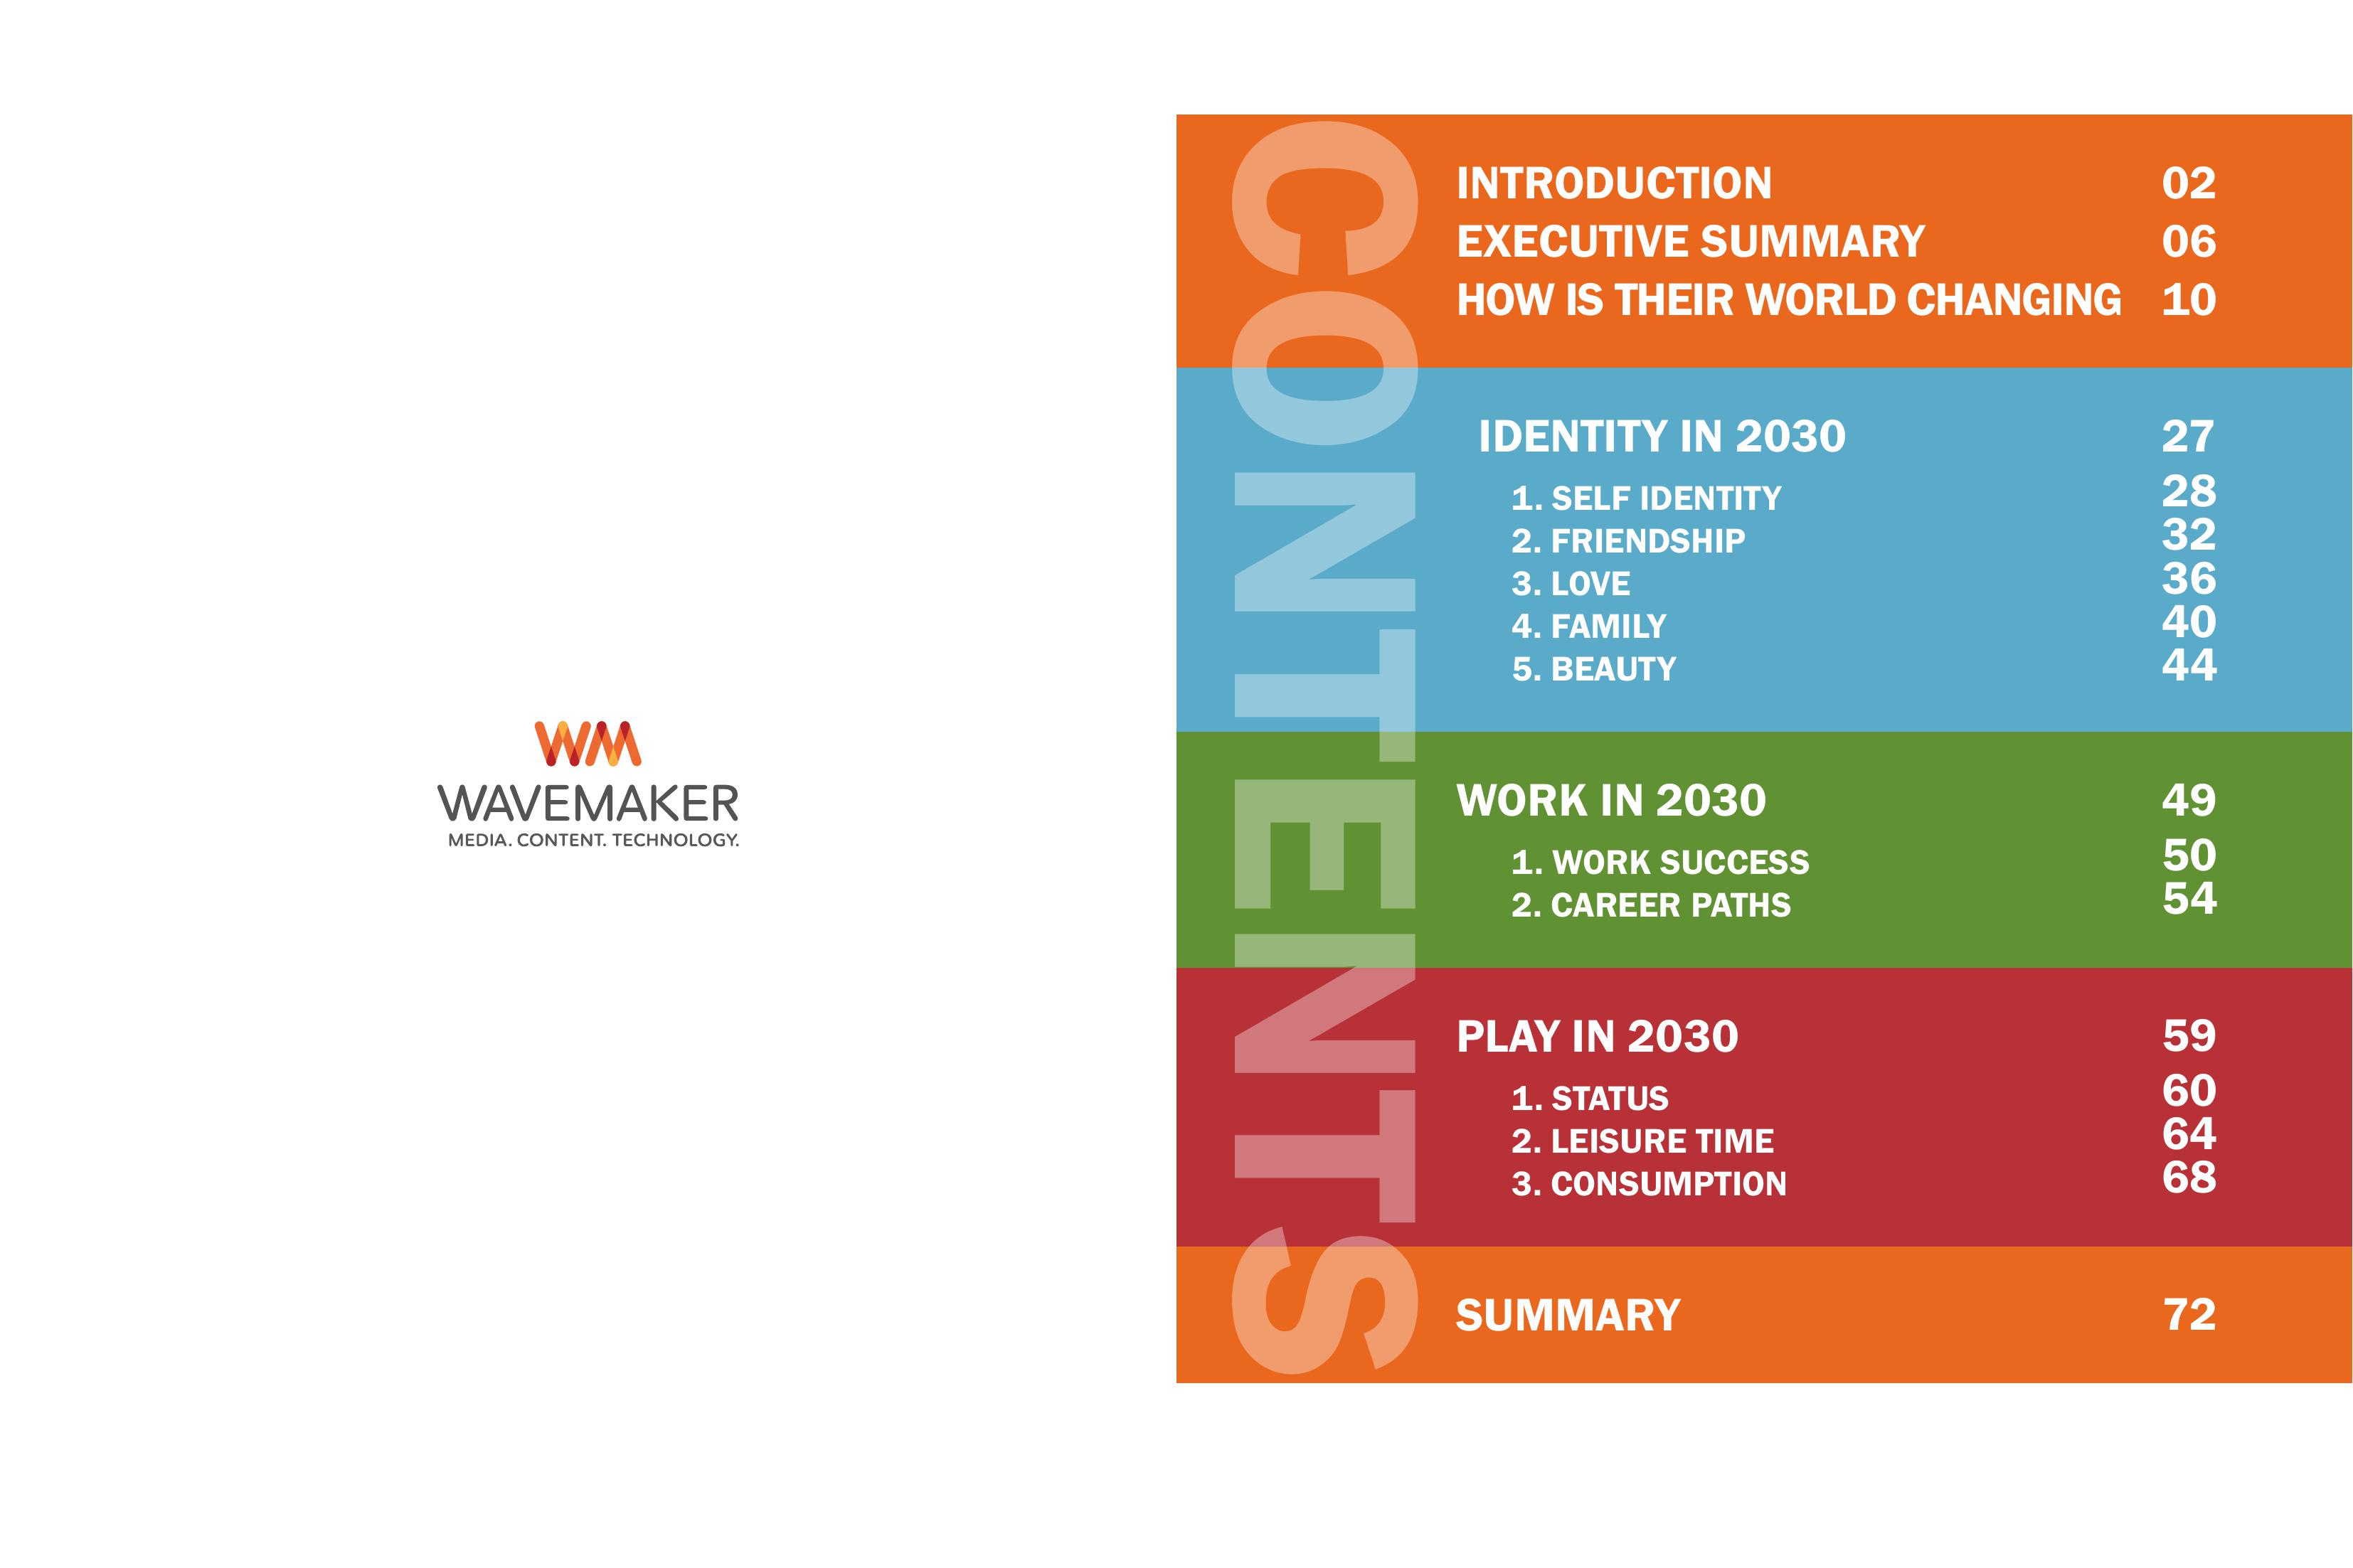 WM
WAVEMAKER
MEDIA. CONTENT. TECHNOLOGY.
CONTENTS
INTRODUCTION 02
EXECUTIVE SUMMARY 06
HOW IS THEIR WORLD CHANGING 10
IDENTITY IN 2030 27
1. SELF IDENTITY 28
2. FRIENDSHIP 32
3. LOVE 36
4. FAMILY 40
5. BEAUTY 44
WORK IN 2030 49
1. WORK SUCCESS 50
2. CAREER PATHS 54
PLAY IN 2030 59
1. STATUS 60
2. LEISURE TIME 64
3. CONSUMPTION 68
SUMMARY 72